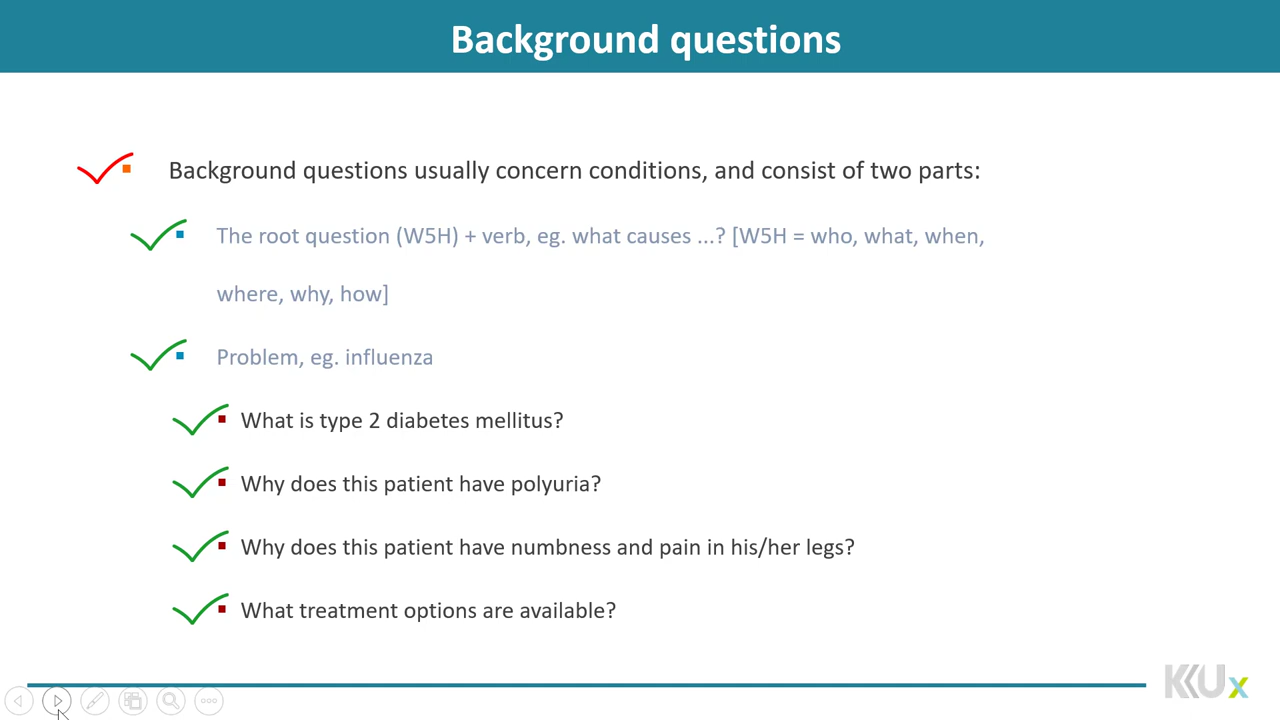 Background questions
Background questions usually concern conditions, and consist of two parts:
The root question (W5H) + verb, eg. what causes ...? [W5H = who, what, when,
where, why, how]
Problem, eg. influenza
What is type 2 diabetes mellitus?
Why does this patient have polyuria?
Why does this patient have numbness and pain in his/her legs?
What treatment options are available?
KKUx